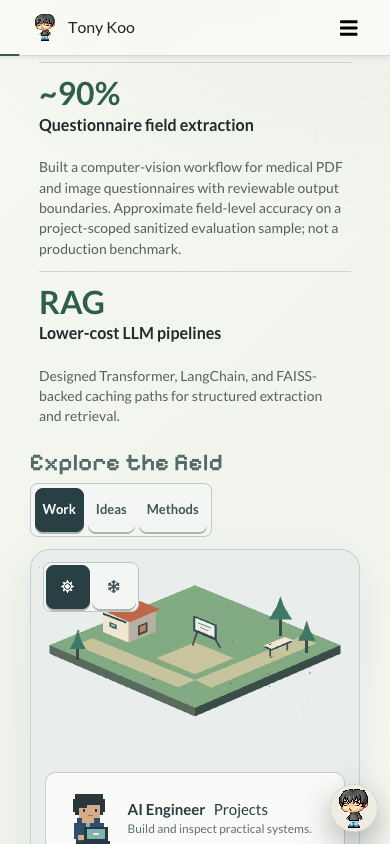 Tony Koo
~90%
Questionnaire field extraction
Built a computer-vision workflow for medical PDF
and image questionnaires with reviewable output
boundaries. Approximate field-level accuracy on a
project-scoped sanitized evaluation sample; not a
production benchmark.
RAG
Lower-cost LLM pipelines
Designed Transformer, LangChain, and FAISS-
backed caching paths for structured extraction
and retrieval.
Explore the field
Work Ideas Methods
AI Engineer Projects
Build and inspect practical systems.